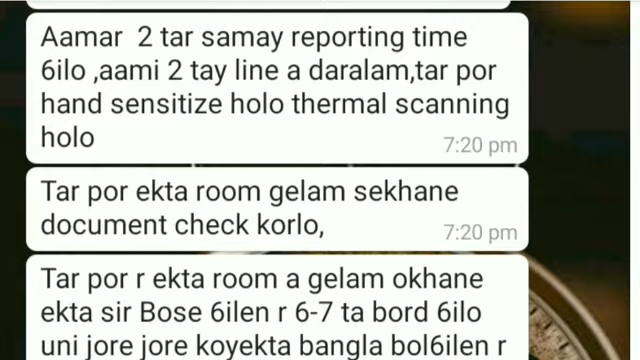 Aamar 2 tar samay reporting time
6ilo ,aami 2 tay line a daralam,tar por
hand sensitize holo thermal scanning
holo
7:20 pm
Tar por ekta room gelam sekhane
document check korlo,
7:20 pm
Tar por r ekta room a gelam okhane
ekta sir Bose 6ilen r 6-7 ta bord 6ilo
uni jore jore koyekta bangla bol6ilen r